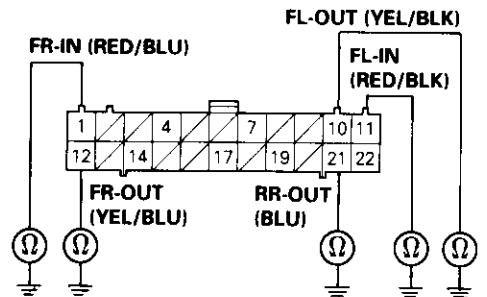 FL-OUT (YEL/BLK)
FR-IN (RED/BLU)
FL-IN
(RED/BLK)
1 4 7 10 11
12 14 17 19 21 22
FR-OUT
(YEL/BLU)
RR-OUT
(BLU)
Ω Ω Ω Ω Ω